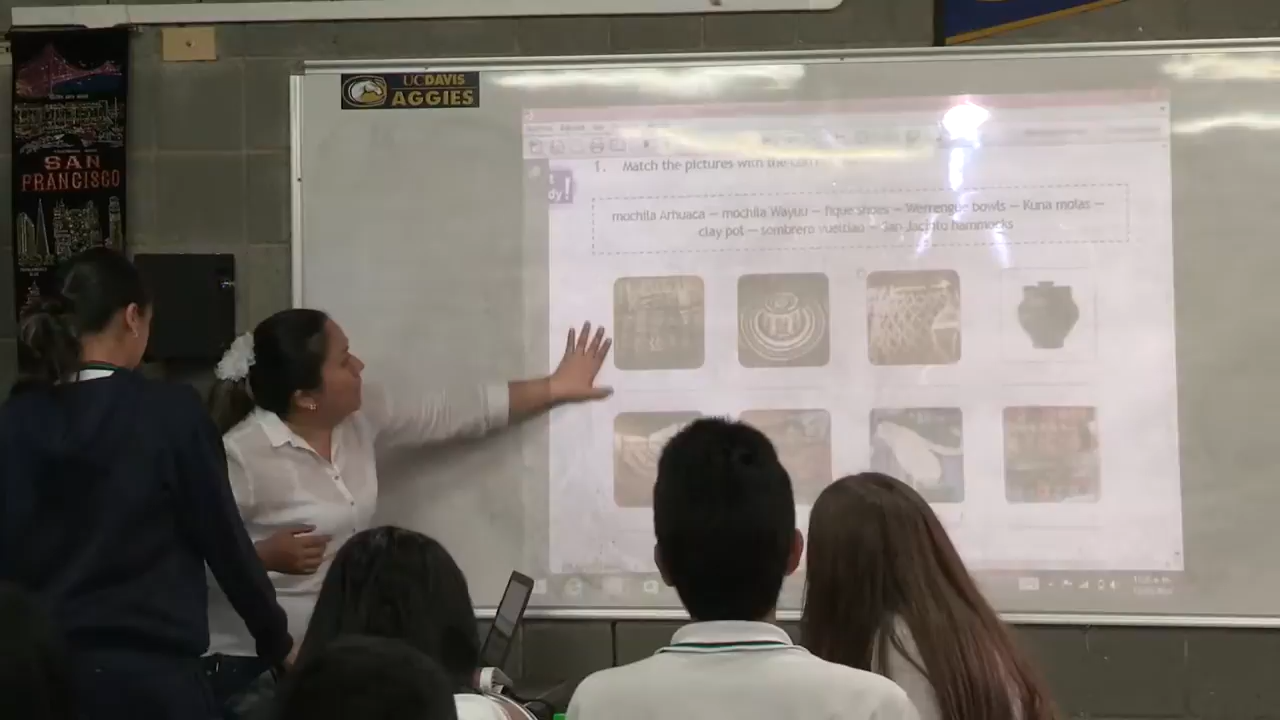 UCDAVIS
AGGIES
SAN
FRANCISCO
1. Match the pictures with the
mochila Arhuaca – mochila Wayuu – fique shoes – Werrengue bowls – Kuna molas –
clay pot – sombrero vueltiao – San Jacinto hammocks